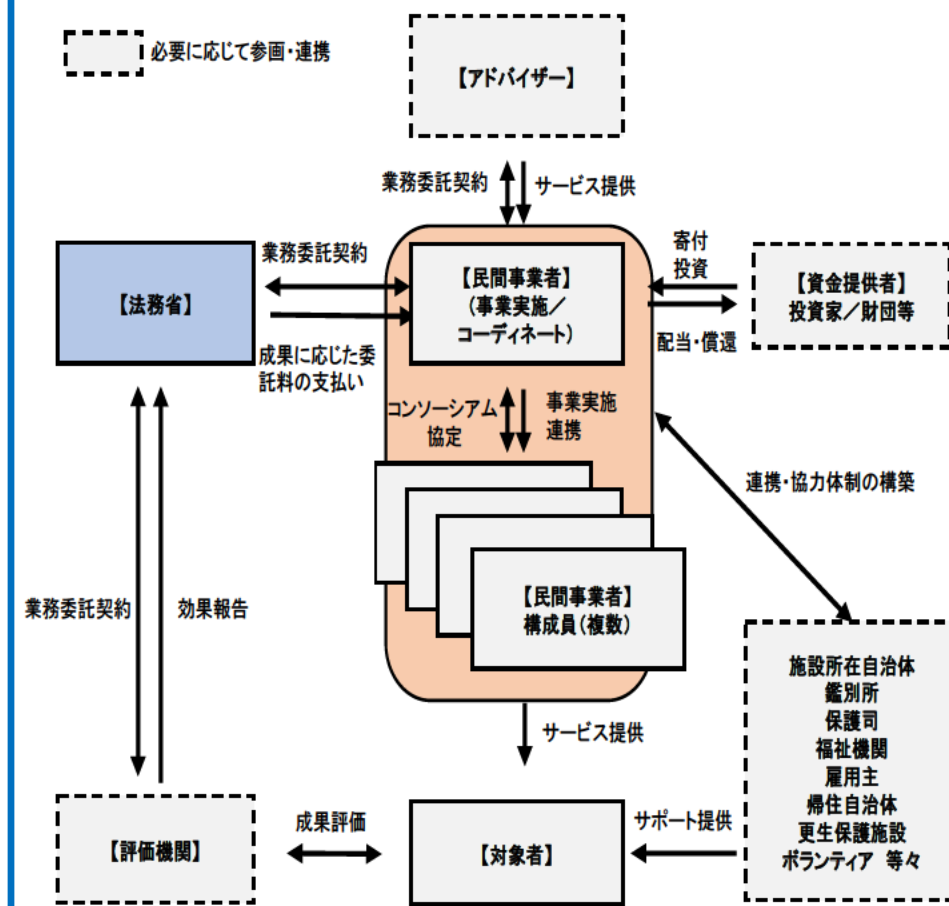 必要に応じて参画・連携
【アドバイザー】
業務委託契約
サービス提供
【法務省】
業務委託契約
成果に応じた委
託料の支払い
【民間事業者】
(事業実施/
コーディネート)
寄付
投資
配当・償還
【資金提供者】
投資家/財団等
コンソーシアム
協定
事業実施
連携
連携・協力体制の構築
【民間事業者】
構成員(複数)
業務委託契約
効果報告
サービス提供
施設所在自治体
鑑別所
保護司
福祉機関
雇用主
帰住自治体
更生保護施設
ボランティア 等々
【評価機関】
成果評価
【対象者】
サポート提供